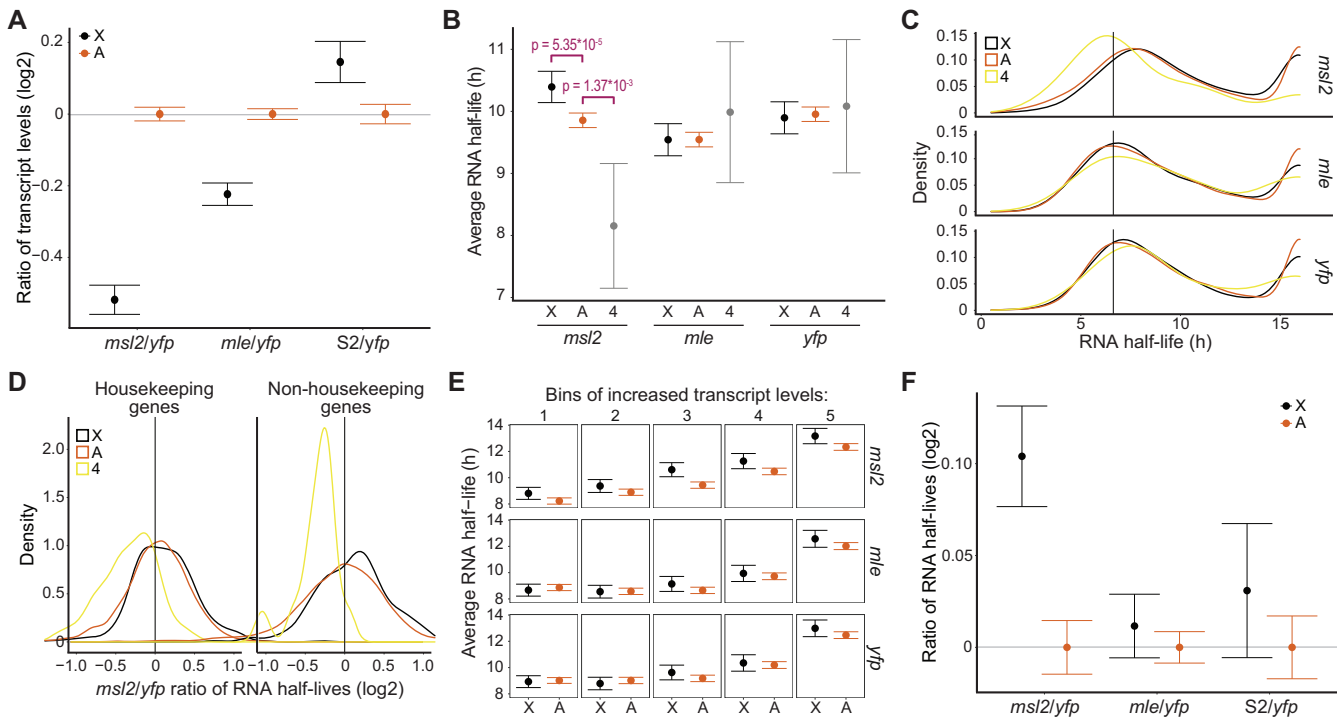 A
X
A
Ratio of transcript levels (log2)
0.2
0
−0.2
−0.4
msl2/yfp
mle/yfp
S2/yfp
B
p = 5.35*10-5
p = 1.37*10-3
Average RNA half-life (h)
11
10
9
8
7
X A 4 X A 4 X A 4
msl2 mle yfp
C
X
A
4
Density
0.15
0.10
0.05
0
msl2
0.15
0.10
0.05
0
mle
0.15
0.10
0.05
0
yfp
0 5 10 15
RNA half-life (h)
D
Housekeeping genes
Non-housekeeping genes
X
A
4
Density
2.0
1.5
1.0
0.5
0
−1.0 −0.5 0 0.5 1.0
−1.0 −0.5 0 0.5 1.0
msl2/yfp ratio of RNA half-lives (log2)
E
Bins of increased transcript levels:
1 2 3 4 5
Average RNA half−life (h)
14
12
10
8
msl2
14
12
10
8
mle
14
12
10
8
yfp
X A X A X A X A X A
F
X
A
Ratio of RNA half-lives (log2)
0.10
0.05
0
msl2/yfp
mle/yfp
S2/yfp